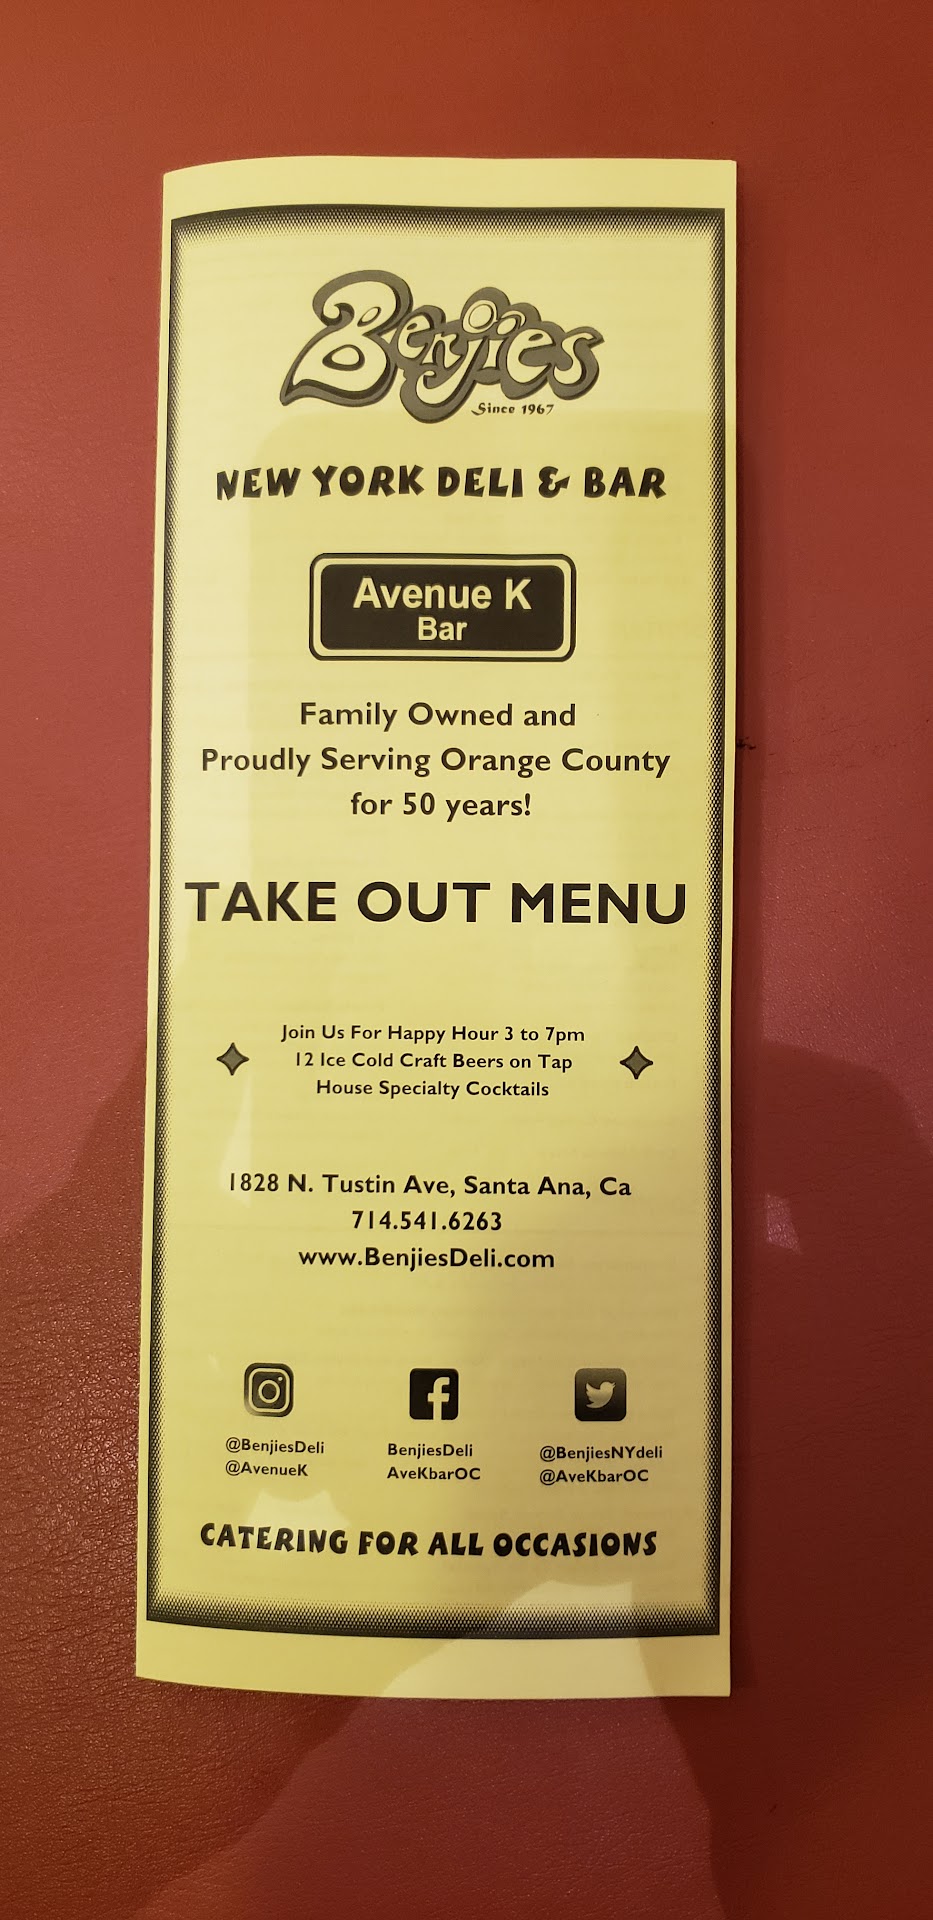 Benjies
Since 1967
NEW YORK DELI & BAR
Avenue K
Bar
Family Owned and
Proudly Serving Orange County
for 50 years!
TAKE OUT MENU
Join Us For Happy Hour 3 to 7pm
12 Ice Cold Craft Beers on Tap
House Specialty Cocktails
1828 N. Tustin Ave, Santa Ana, Ca
714.541.6263
www.BenjiesDeli.com
@BenjiesDeli
@AvenueK
BenjiesDeli
AveKbarOC
@BenjiesNYdeli
@AveKbarOC
CATERING FOR ALL OCCASIONS